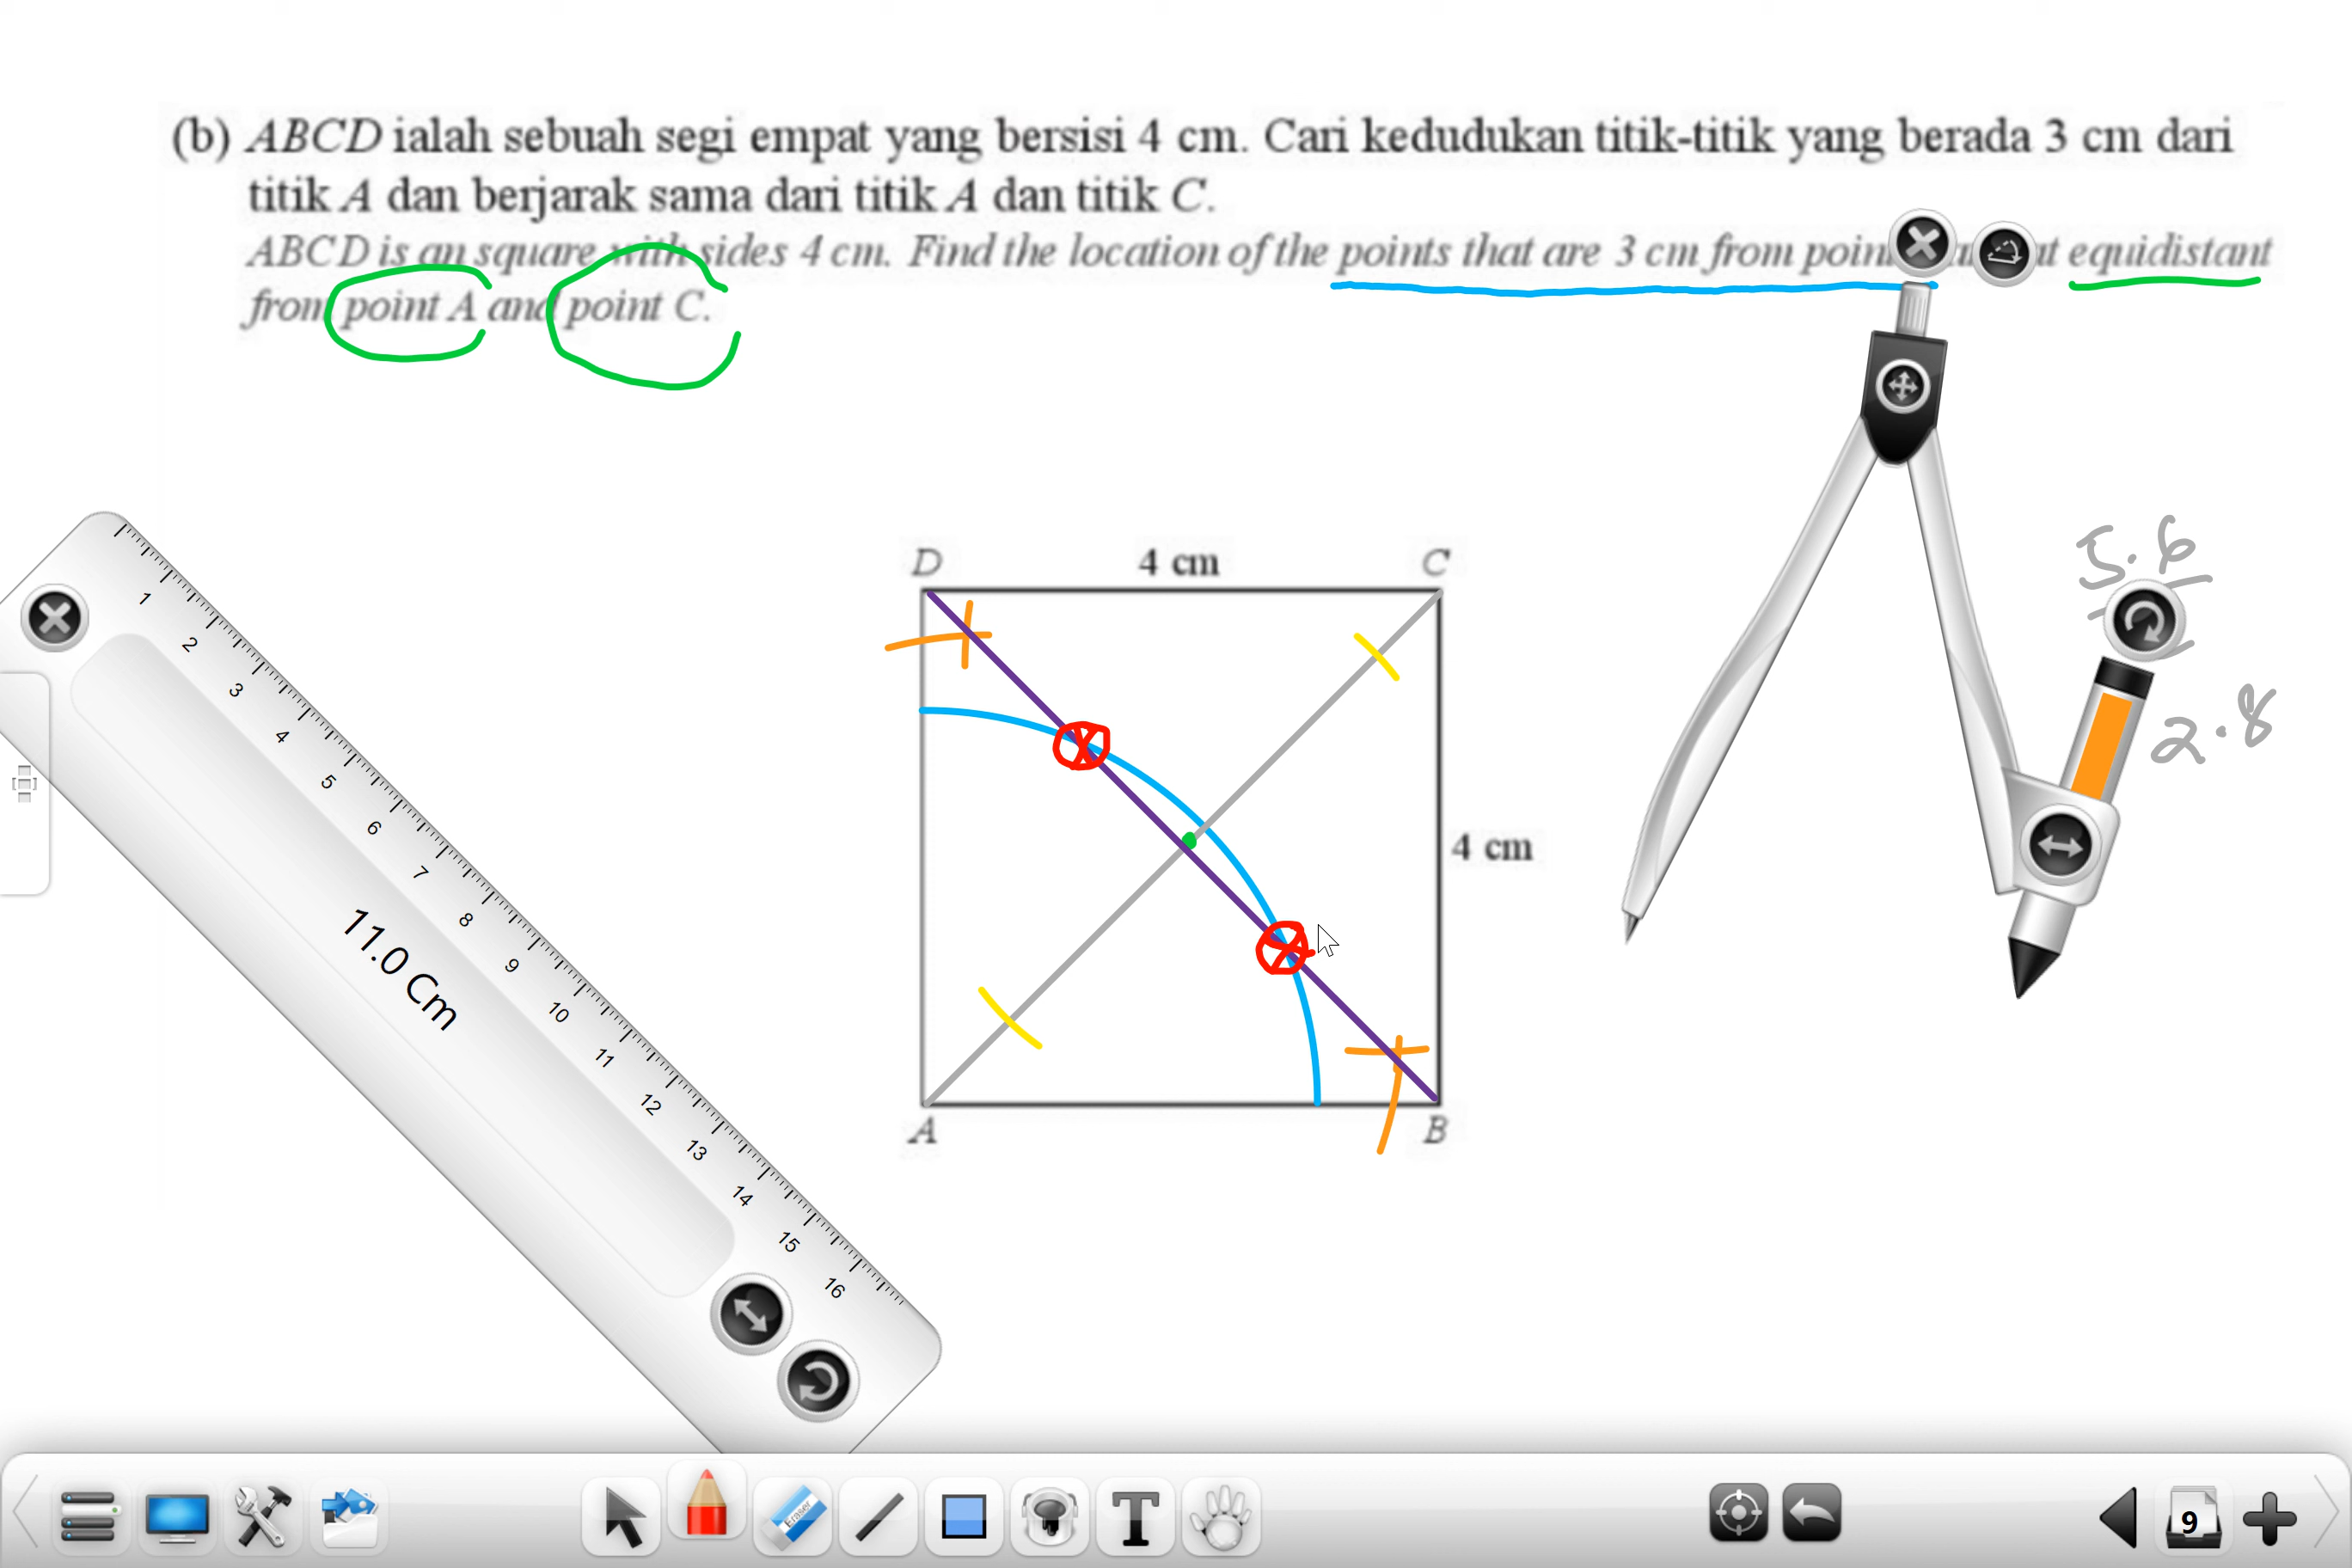 (b) ABCD ialah sebuah segi empat yang bersisi 4 cm. Cari kedudukan titik-titik yang berada 3 cm dari
titik A dan berjarak sama dari titik A dan titik C.
ABCD is an square with sides 4 cm. Find the location of the points that are 3 cm from equidistant
from point A and point C.
5.6
2.8
D 4 cm C
4 cm
A B
1
2
3
4
5
6
7
8
9
10
11
12
13
14
15
16
11.0 Cm
Eraser
T
9